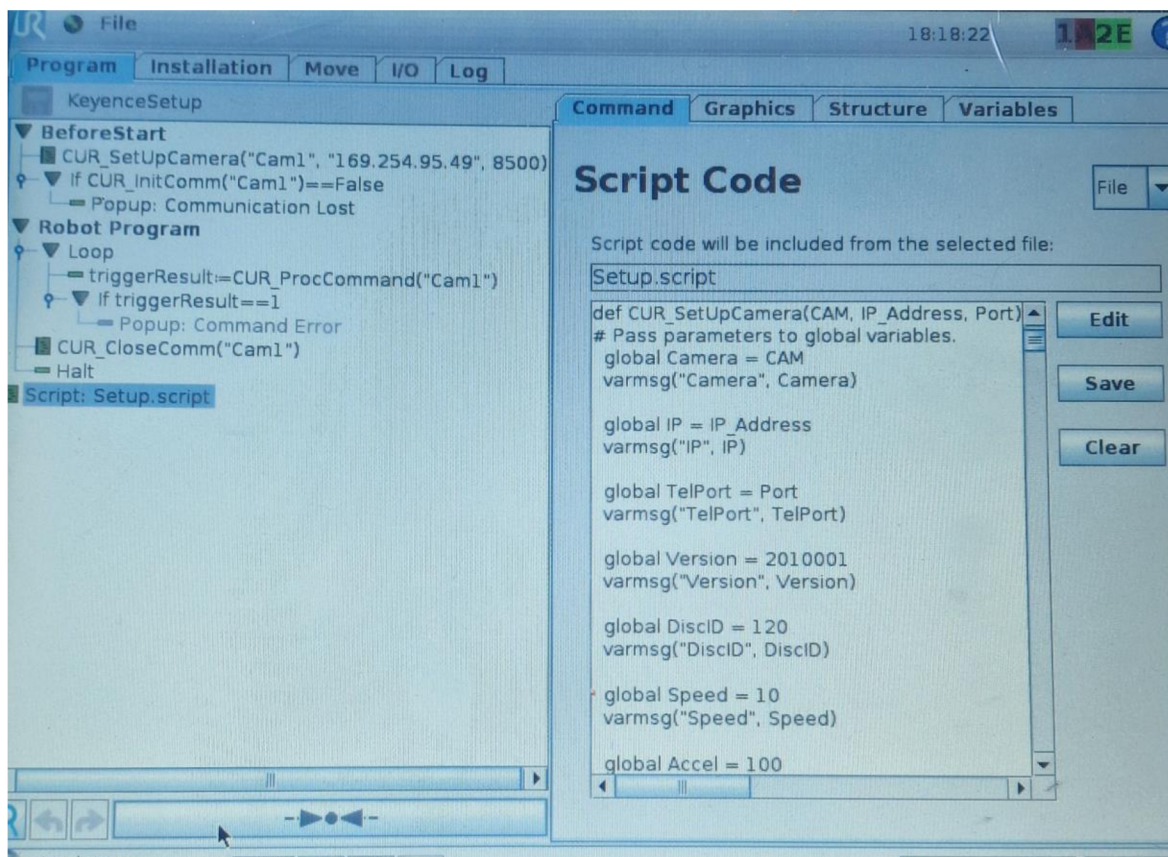 UR File
18:18:22
1A2E ?
Program Installation Move I/O Log
KeyenceSetup
BeforeStart
CUR_SetUpCamera("Cam1", "169.254.95.49", 8500)
If CUR_InitComm("Cam1")==False
Popup: Communication Lost
Robot Program
Loop
triggerResult:=CUR_ProcCommand("Cam1")
If triggerResult==1
Popup: Command Error
CUR_CloseComm("Cam1")
Halt
Script: Setup.script
Command Graphics Structure Variables
Script Code
File
Script code will be included from the selected file:
Setup.script
def CUR_SetUpCamera(CAM, IP_Address, Port)
# Pass parameters to global variables.
global Camera = CAM
varmsg("Camera", Camera)
global IP = IP_Address
varmsg("IP", IP)
global TelPort = Port
varmsg("TelPort", TelPort)
global Version = 2010001
varmsg("Version", Version)
global DiscID = 120
varmsg("DiscID", DiscID)
global Speed = 10
varmsg("Speed", Speed)
global Accel = 100
Edit
Save
Clear
R